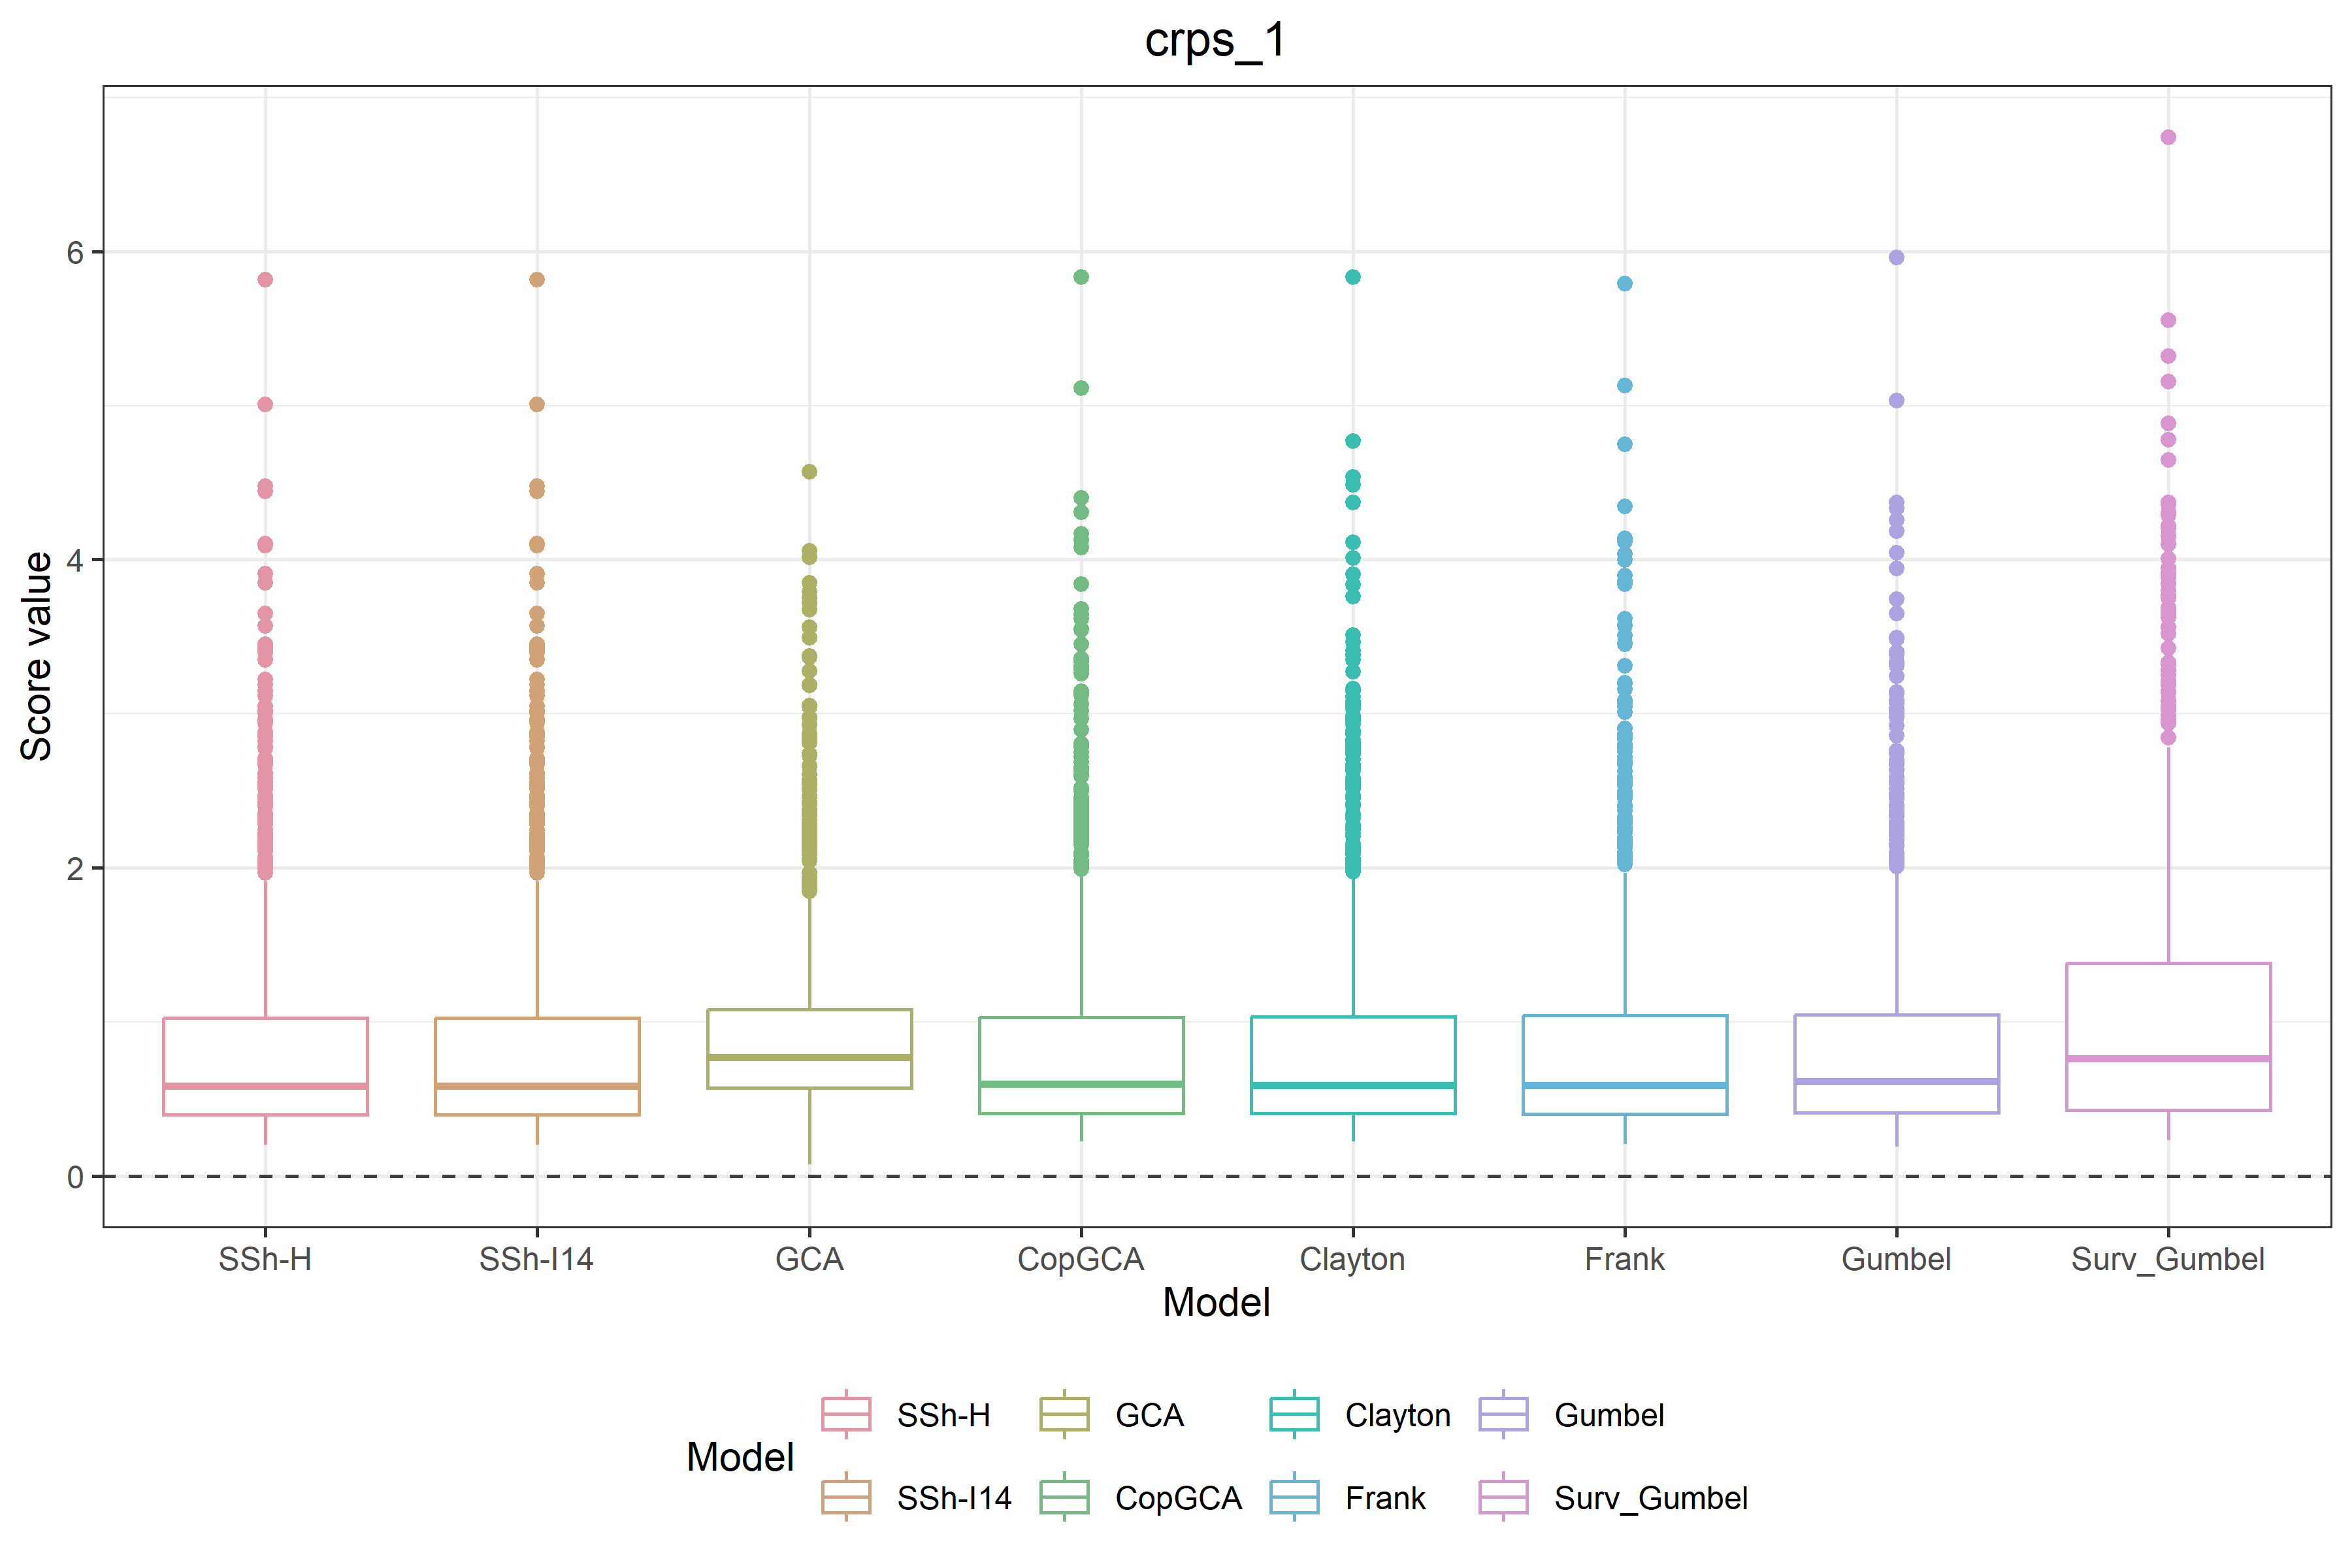 crps_1
Score value
6
4
2
0
SSh-H SSh-I14 GCA CopGCA Clayton Frank Gumbel Surv_Gumbel
Model
Model
SSh-H GCA Clayton Gumbel
SSh-I14 CopGCA Frank Surv_Gumbel